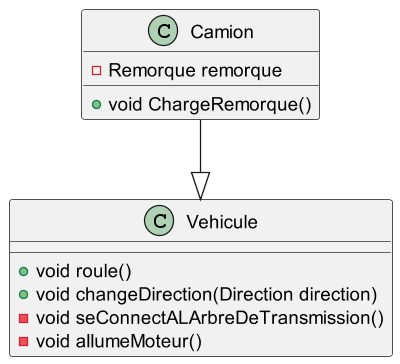 C Camion
Remorque remorque
void ChargeRemorque()
C Vehicule
void roule()
void changeDirection(Direction direction)
void seConnectALArbreDeTransmission()
void allumeMoteur()